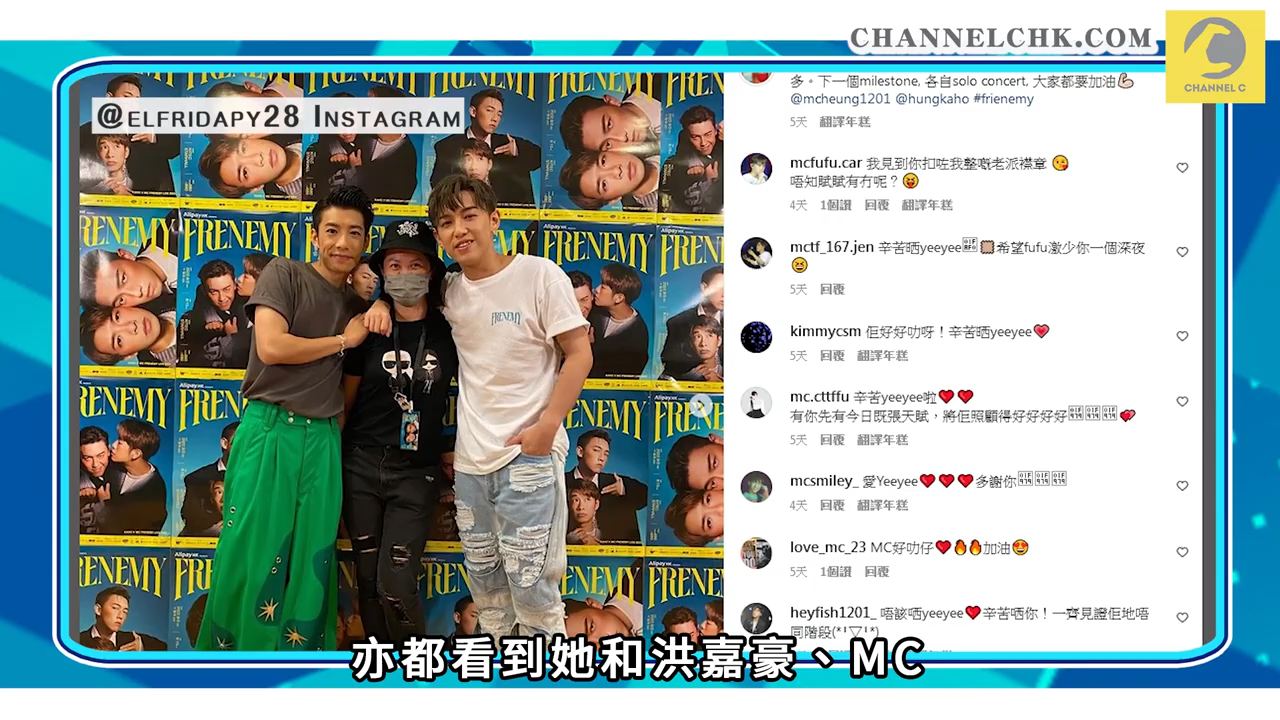 CHANNELCHK.COM
CHANNEL C
@ELFRIDAPY28 INSTAGRAM
FRENEMY
FRENEMY
FRENEMY
FRENEMY
FRENEMY
FRENEMY
FRENEMY
多。下一個milestone, 各自solo concert, 大家都要加油💪
@mcheung1201 @hungkaho #frienemy
5天 翻譯年糕
mcfufu.car 我見到你扣咗我整嘅老派襟章 😘
唔知賦賦有冇呢？😝
4天 1個讚 回覆 翻譯年糕
mctf_167.jen 辛苦晒yeeyee 希望fufu激少你一個深夜
😆
5天 回覆
kimmycsm 佢好好叻呀！辛苦晒yeeyee❤️
5天 回覆 翻譯年糕
mc.cttffu 辛苦yeeyee啦❤️❤️
有你先有今日既張天賦，將佢照顧得好好好好
5天 回覆 翻譯年糕
mcsmiley_ 愛Yeeyee❤️❤️❤️多謝你
4天 回覆 翻譯年糕
love_mc_23 MC好叻仔❤️🔥🔥加油😍
5天 1個讚 回覆
heyfish1201_ 唔該晒yeeyee❤️辛苦哂你！一齊見證佢地唔
同階段(*´▽`*)
亦都看到她和洪嘉豪、MC